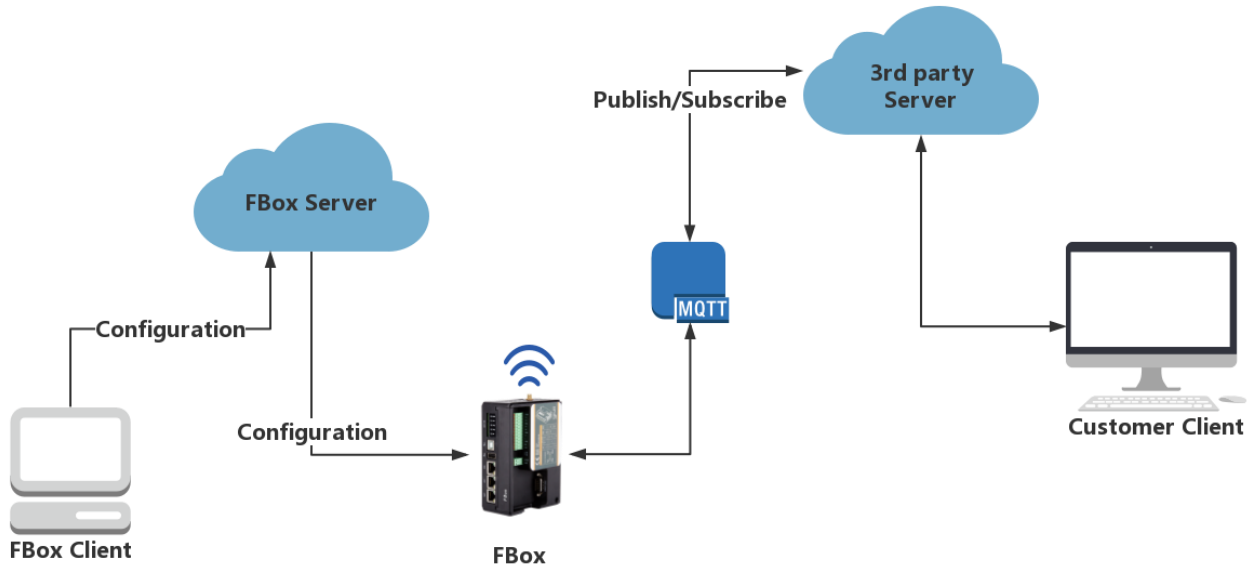 3rd party
Server
Publish/Subscribe
FBox Server
MQTT
Configuration
Configuration
Customer Client
FBox Client
FBox